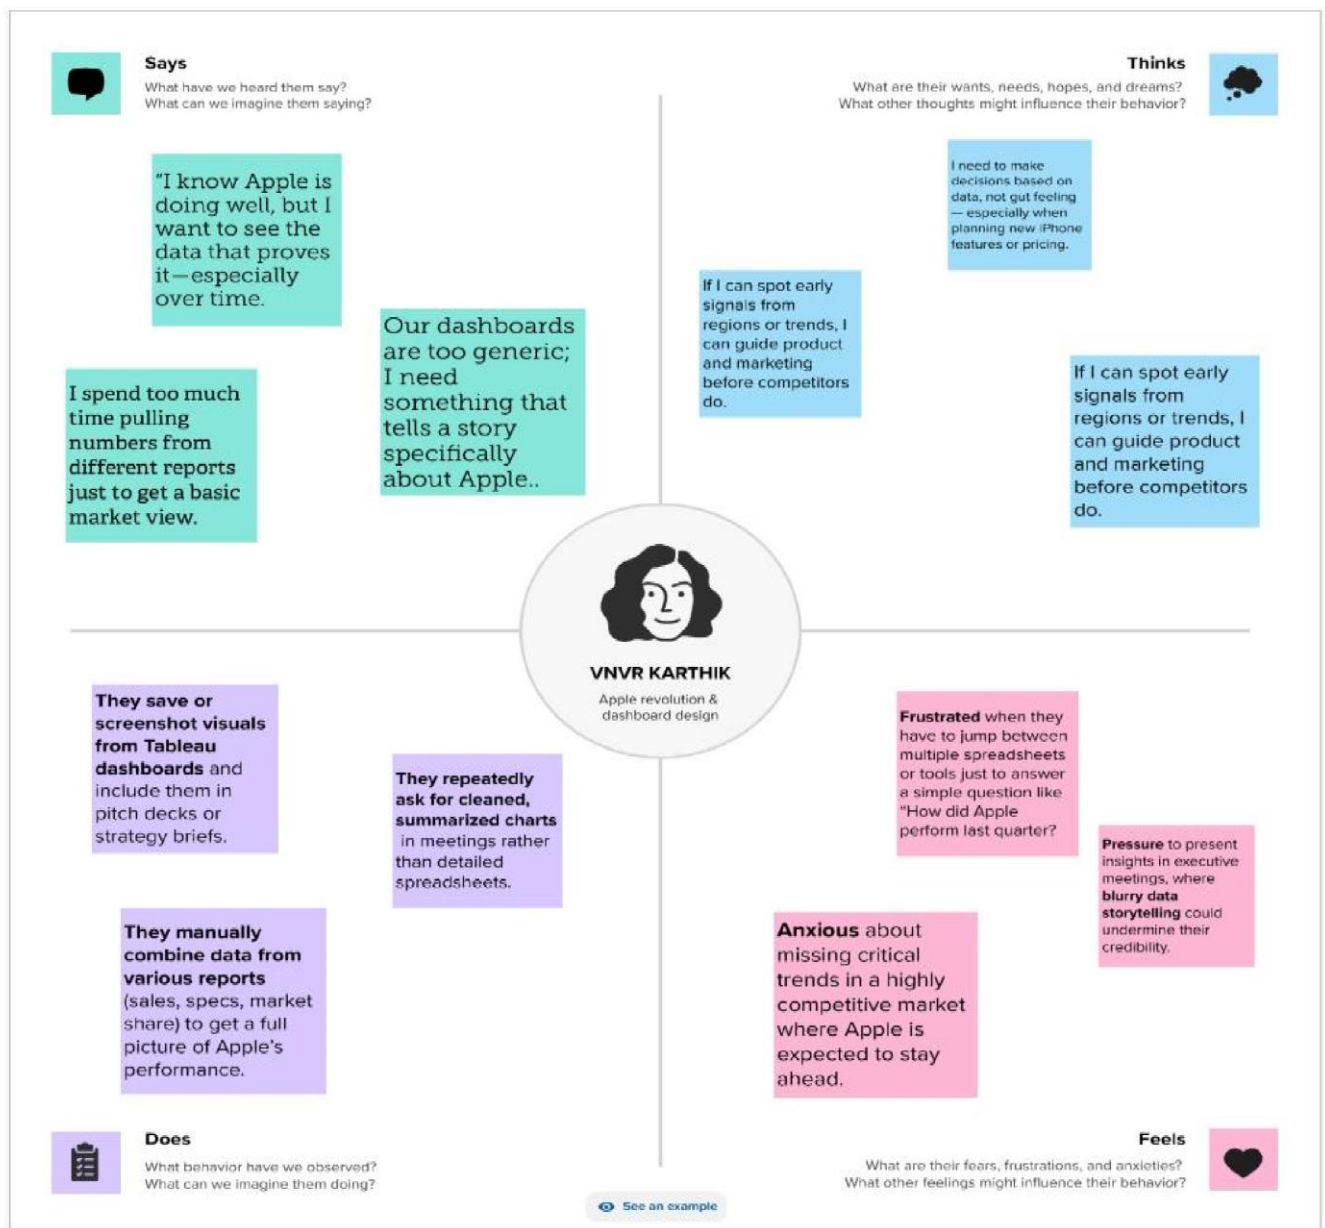 Says
What have we heard them say?
What can we imagine them saying?
"I know Apple is
doing well, but I
want to see the
data that proves
it—especially
over time.
Our dashboards
are too generic;
I need
something that
tells a story
specifically
about Apple..
I spend too much
time pulling
numbers from
different reports
just to get a basic
market view.
Thinks
What are their wants, needs, hopes, and dreams?
What other thoughts might influence their behavior?
I need to make
decisions based on
data, not gut feeling
— especially when
planning new iPhone
features or pricing.
If I can spot early
signals from
regions or trends, I
can guide product
and marketing
before competitors
do.
If I can spot early
signals from
regions or trends, I
can guide product
and marketing
before competitors
do.
VNVR KARTHIK
Apple revolution &
dashboard design
They save or
screenshot visuals
from Tableau
dashboards and
include them in
pitch decks or
strategy briefs.
They repeatedly
ask for cleaned,
summarized charts
in meetings rather
than detailed
spreadsheets.
They manually
combine data from
various reports
(sales, specs, market
share) to get a full
picture of Apple's
performance.
Does
What behavior have we observed?
What can we imagine them doing?
Frustrated when they
have to jump between
multiple spreadsheets
or tools just to answer
a simple question like
"How did Apple
perform last quarter?
Pressure to present
insights in executive
meetings, where
blurry data
storytelling could
undermine their
credibility.
Anxious about
missing critical
trends in a highly
competitive market
where Apple is
expected to stay
ahead.
Feels
What are their fears, frustrations, and anxieties?
What other feelings might influence their behavior?
See an example